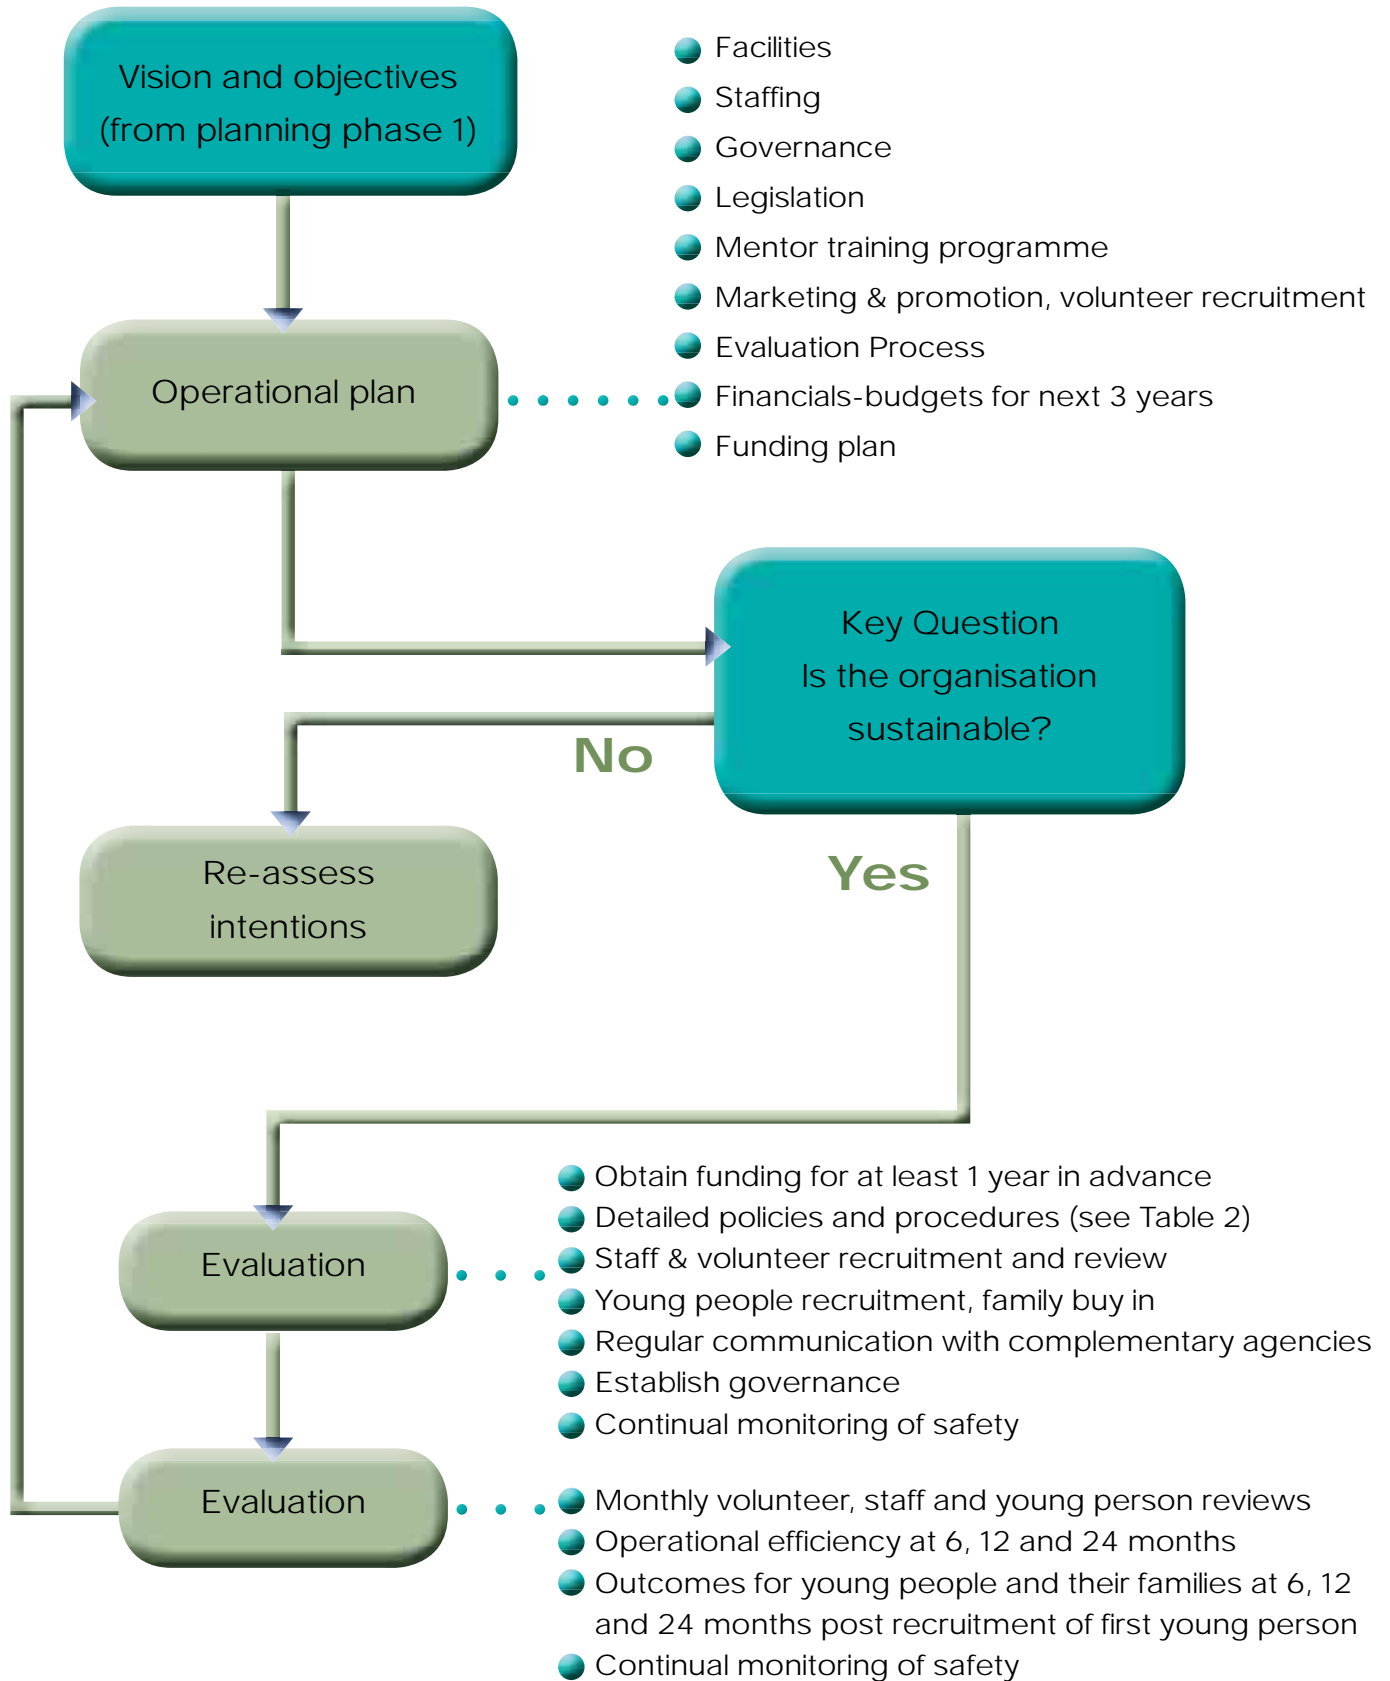 Vision and objectives
(from planning phase 1)
Facilities
Staffing
Governance
Legislation
Mentor training programme
Marketing & promotion, volunteer recruitment
Evaluation Process
Financials-budgets for next 3 years
Funding plan
Operational plan
Key Question
Is the organisation
sustainable?
No
Yes
Re-assess
intentions
Evaluation
Obtain funding for at least 1 year in advance
Detailed policies and procedures (see Table 2)
Staff & volunteer recruitment and review
Young people recruitment, family buy in
Regular communication with complementary agencies
Establish governance
Continual monitoring of safety
Evaluation
Monthly volunteer, staff and young person reviews
Operational efficiency at 6, 12 and 24 months
Outcomes for young people and their families at 6, 12
and 24 months post recruitment of first young person
Continual monitoring of safety